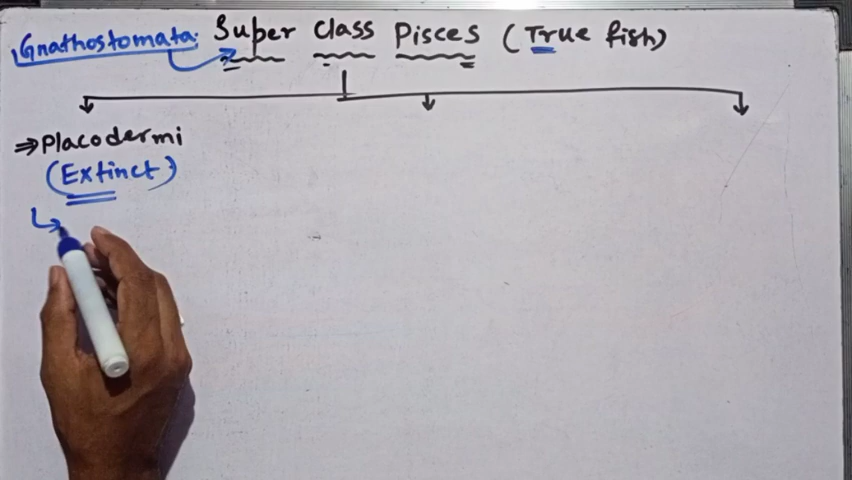 Gnathostomata: Super Class Pisces (True fish)
⇒Placodermi
(Extinct)